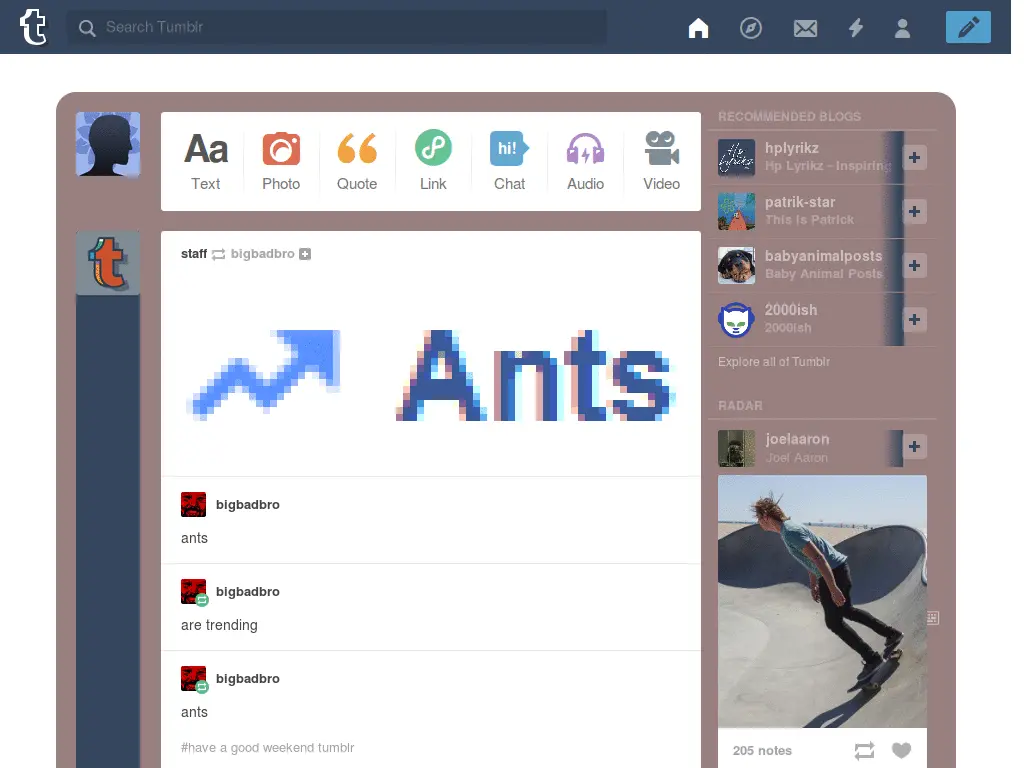 Search Tumblr
Aa
hi!
Text
Photo
Quote
Link
Chat
Audio
Video
staff bigbadbro
Ants
bigbadbro
ants
bigbadbro
are trending
bigbadbro
ants
#have a good weekend tumblr
RECOMMENDED BLOGS
hplyrikz
Hp Lyrikz - Inspiring
patrik-star
This is Patrick
babyanimalposts
Baby Animal Posts
2000ish
2000ish
Explore all of Tumblr
RADAR
joelaaron
Joel Aaron
205 notes